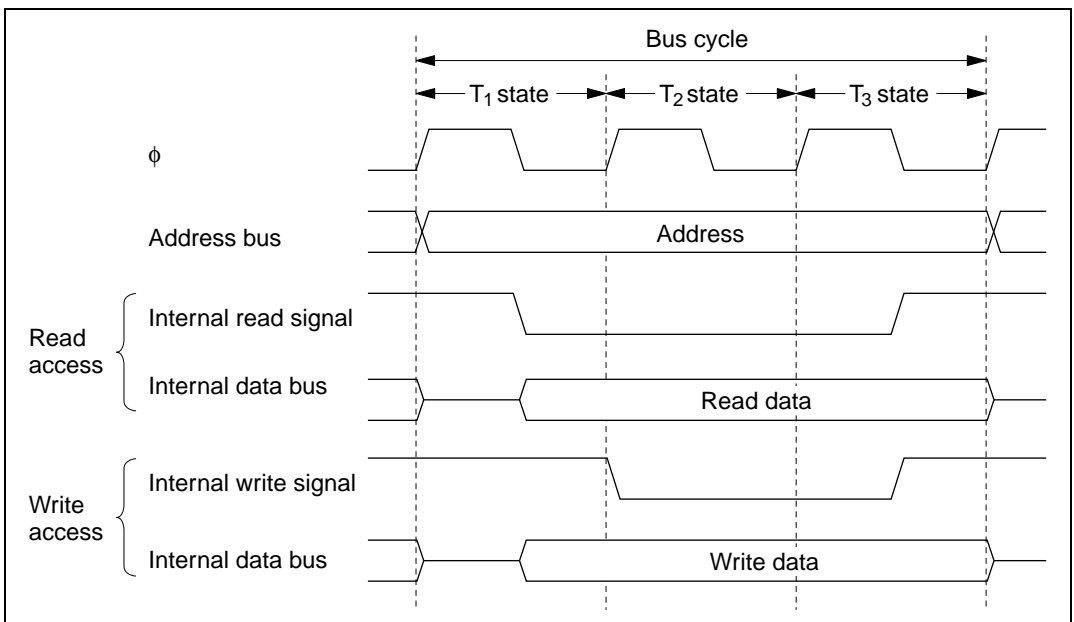 Bus cycle
T₁ state T₂ state T₃ state
ϕ
Address bus
Address
Read
access
Internal read signal
Internal data bus
Read data
Write
access
Internal write signal
Internal data bus
Write data